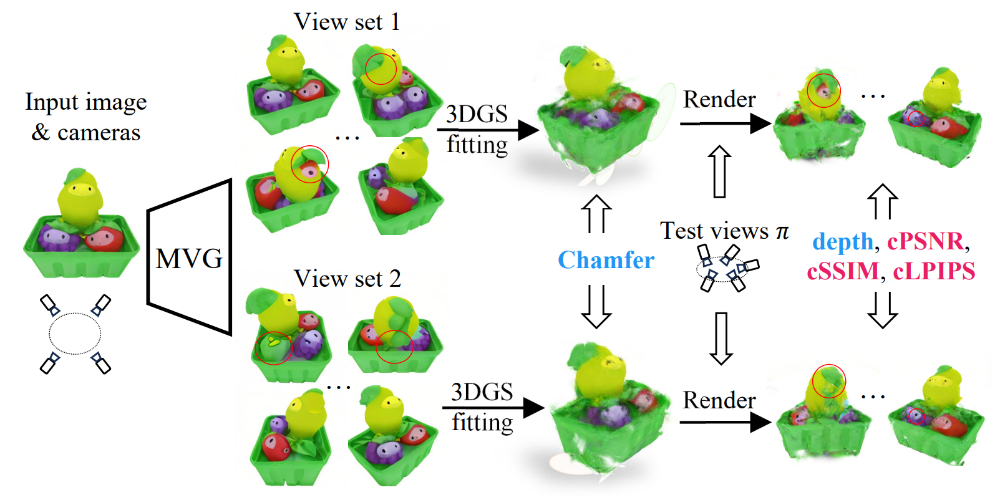 View set 1
Input image
& cameras
3DGS
fitting
Render
...
...
MVG
Chamfer
Test views π
depth, cPSNR,
cSSIM, cLPIPS
View set 2
...
3DGS
fitting
Render
...